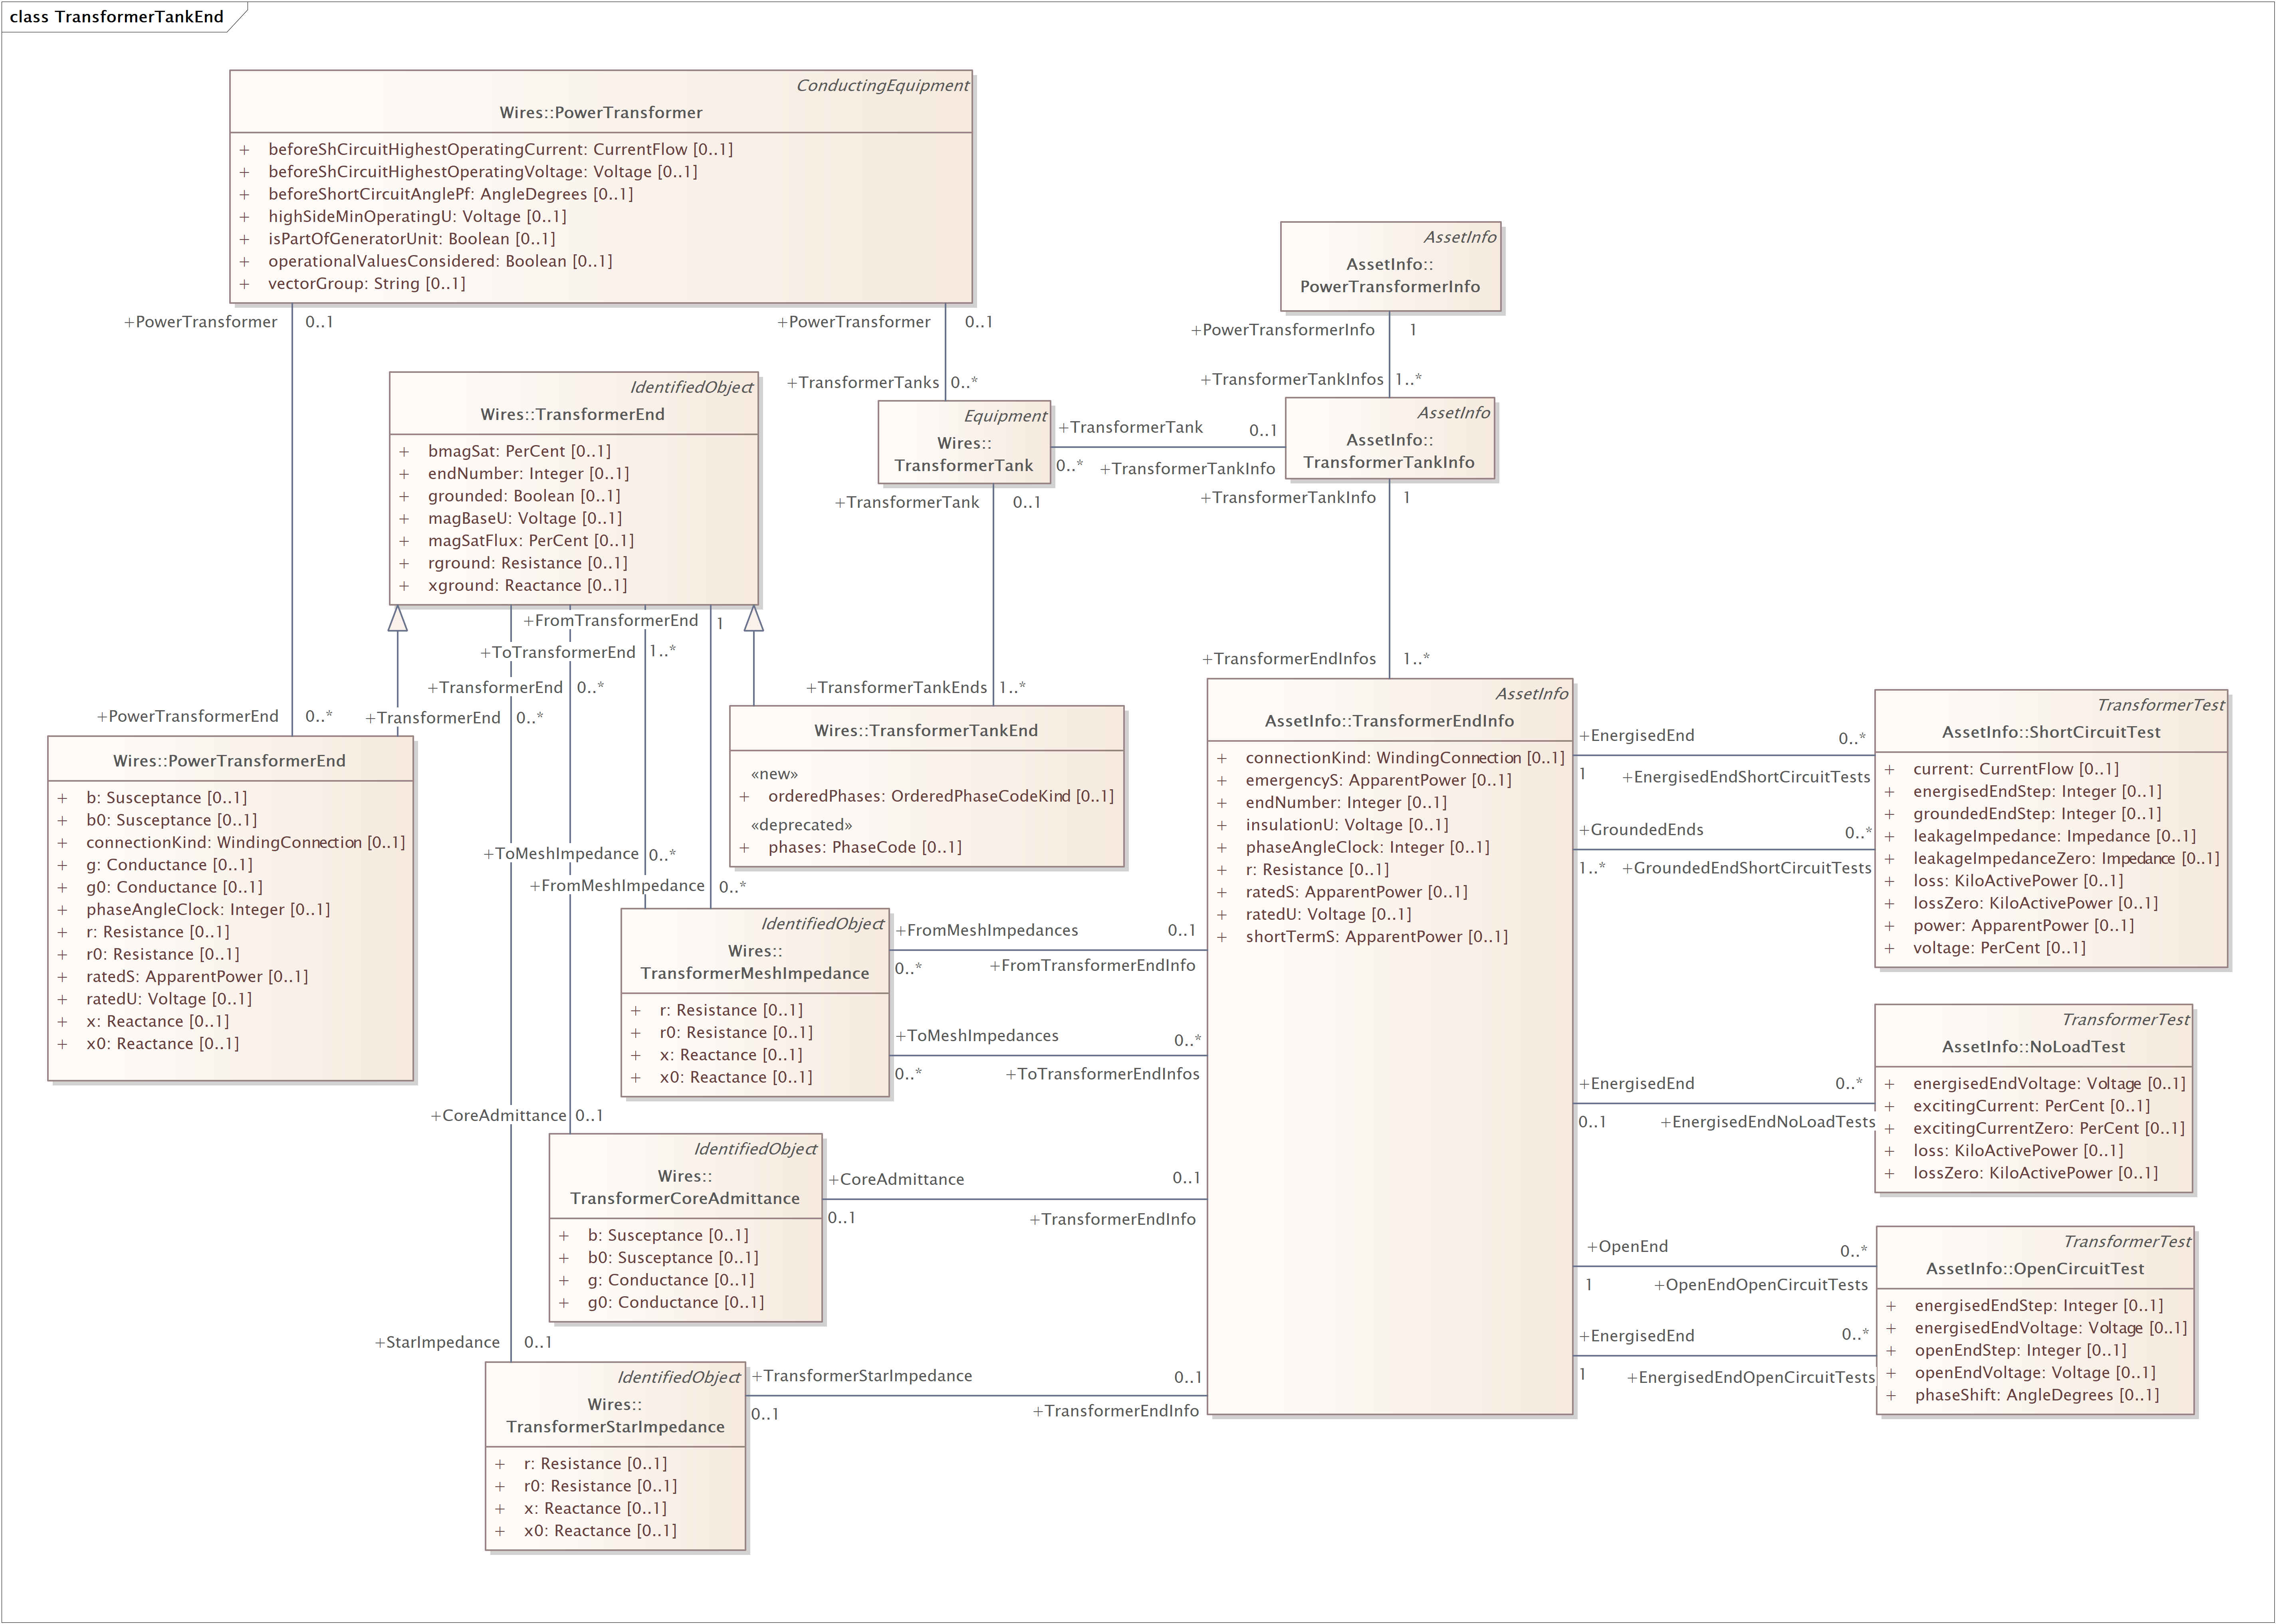 class TransformerTankEnd
ConductingEquipment
Wires::PowerTransformer
+ beforeShCircuitHighestOperatingCurrent: CurrentFlow [0..1]
+ beforeShCircuitHighestOperatingVoltage: Voltage [0..1]
+ beforeShortCircuitAnglePf: AngleDegrees [0..1]
+ highSideMinOperatingU: Voltage [0..1]
+ isPartOfGeneratorUnit: Boolean [0..1]
+ operationalValuesConsidered: Boolean [0..1]
+ vectorGroup: String [0..1]
+PowerTransformer 0..1
+PowerTransformer 0..1
AssetInfo
AssetInfo::
PowerTransformerInfo
+PowerTransformerInfo 1
+TransformerTankInfos 1..*
+TransformerTanks 0..*
IdentifiedObject
Wires::TransformerEnd
+ bmagSat: PerCent [0..1]
+ endNumber: Integer [0..1]
+ grounded: Boolean [0..1]
+ magBaseU: Voltage [0..1]
+ magSatFlux: PerCent [0..1]
+ rground: Resistance [0..1]
+ xground: Reactance [0..1]
Equipment
Wires::
TransformerTank
+TransformerTank 0..1
0..* +TransformerTankInfo
AssetInfo
AssetInfo::
TransformerTankInfo
+TransformerTank 0..1
+TransformerTankInfo 1
+FromTransformerEnd 1
+ToTransformerEnd 1..*
+TransformerEnd 0..*
+TransformerEnd 0..*
+PowerTransformerEnd 0..*
+TransformerTankEnds 1..*
+TransformerEndInfos 1..*
Wires::PowerTransformerEnd
+ b: Susceptance [0..1]
+ b0: Susceptance [0..1]
+ connectionKind: WindingConnection [0..1]
+ g: Conductance [0..1]
+ g0: Conductance [0..1]
+ phaseAngleClock: Integer [0..1]
+ r: Resistance [0..1]
+ r0: Resistance [0..1]
+ ratedS: ApparentPower [0..1]
+ ratedU: Voltage [0..1]
+ x: Reactance [0..1]
+ x0: Reactance [0..1]
Wires::TransformerTankEnd
«new»
+ orderedPhases: OrderedPhaseCodeKind [0..1]
«deprecated»
+ phases: PhaseCode [0..1]
+ToMeshImpedance 0..*
+FromMeshImpedance 0..*
AssetInfo
AssetInfo::TransformerEndInfo
+ connectionKind: WindingConnection [0..1]
+ emergencyS: ApparentPower [0..1]
+ endNumber: Integer [0..1]
+ insulationU: Voltage [0..1]
+ phaseAngleClock: Integer [0..1]
+ r: Resistance [0..1]
+ ratedS: ApparentPower [0..1]
+ ratedU: Voltage [0..1]
+ shortTermS: ApparentPower [0..1]
+EnergisedEnd 0..*
1 +EnergisedEndShortCircuitTests
+GroundedEnds 0..*
1..* +GroundedEndShortCircuitTests
TransformerTest
AssetInfo::ShortCircuitTest
+ current: CurrentFlow [0..1]
+ energisedEndStep: Integer [0..1]
+ groundedEndStep: Integer [0..1]
+ leakageImpedance: Impedance [0..1]
+ leakageImpedanceZero: Impedance [0..1]
+ loss: KiloActivePower [0..1]
+ lossZero: KiloActivePower [0..1]
+ power: ApparentPower [0..1]
+ voltage: PerCent [0..1]
IdentifiedObject
Wires::
TransformerMeshImpedance
+ r: Resistance [0..1]
+ r0: Resistance [0..1]
+ x: Reactance [0..1]
+ x0: Reactance [0..1]
+FromMeshImpedances 0..1
0..* +FromTransformerEndInfo
+ToMeshImpedances 0..*
0..* +ToTransformerEndInfos
TransformerTest
AssetInfo::NoLoadTest
+ energisedEndVoltage: Voltage [0..1]
+ excitingCurrent: PerCent [0..1]
+ excitingCurrentZero: PerCent [0..1]
+ loss: KiloActivePower [0..1]
+ lossZero: KiloActivePower [0..1]
+EnergisedEnd 0..*
0..1 +EnergisedEndNoLoadTests
+CoreAdmittance 0..1
IdentifiedObject
Wires::
TransformerCoreAdmittance
+ b: Susceptance [0..1]
+ b0: Susceptance [0..1]
+ g: Conductance [0..1]
+ g0: Conductance [0..1]
+CoreAdmittance 0..1
0..1 +TransformerEndInfo
+OpenEnd 0..*
1 +OpenEndOpenCircuitTests
+EnergisedEnd 0..*
1 +EnergisedEndOpenCircuitTests
TransformerTest
AssetInfo::OpenCircuitTest
+ energisedEndStep: Integer [0..1]
+ energisedEndVoltage: Voltage [0..1]
+ openEndStep: Integer [0..1]
+ openEndVoltage: Voltage [0..1]
+ phaseShift: AngleDegrees [0..1]
+StarImpedance 0..1
IdentifiedObject
Wires::
TransformerStarImpedance
+ r: Resistance [0..1]
+ r0: Resistance [0..1]
+ x: Reactance [0..1]
+ x0: Reactance [0..1]
+TransformerStarImpedance 0..1
0..1 +TransformerEndInfo